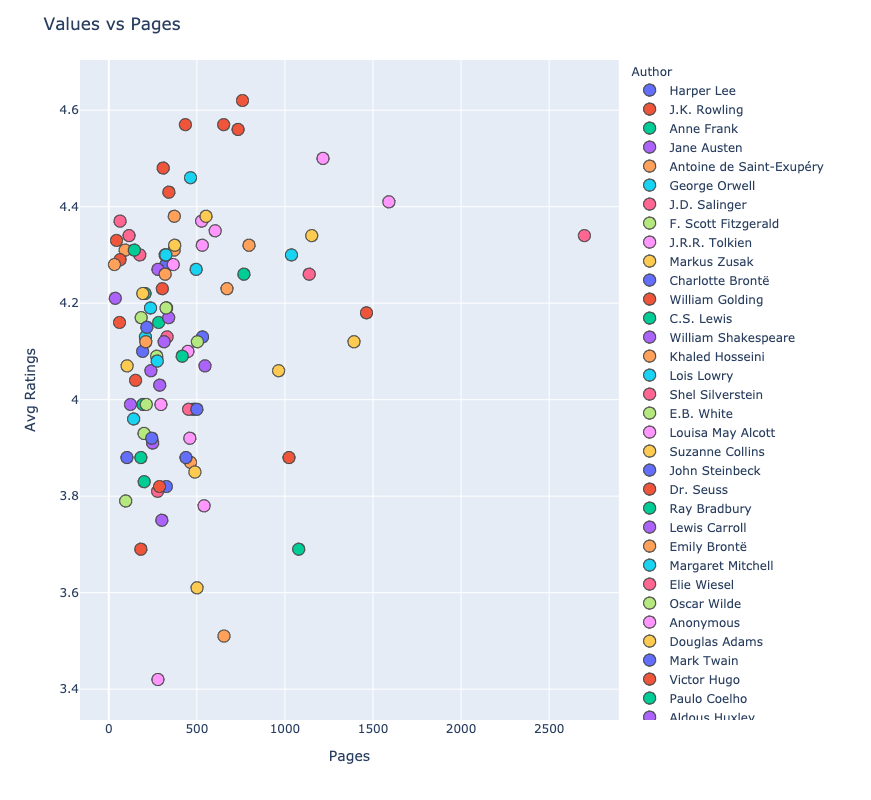 Values vs Pages
Author
Harper Lee
J.K. Rowling
Anne Frank
Jane Austen
Antoine de Saint-Exupéry
George Orwell
J.D. Salinger
F. Scott Fitzgerald
J.R.R. Tolkien
Markus Zusak
Charlotte Brontë
William Golding
C.S. Lewis
William Shakespeare
Khaled Hosseini
Lois Lowry
Shel Silverstein
E.B. White
Louisa May Alcott
Suzanne Collins
John Steinbeck
Dr. Seuss
Ray Bradbury
Lewis Carroll
Emily Brontë
Margaret Mitchell
Elie Wiesel
Oscar Wilde
Anonymous
Douglas Adams
Mark Twain
Victor Hugo
Paulo Coelho
Aldous Huxley
4.6
4.4
4.2
4
3.8
3.6
3.4
Avg Ratings
0 500 1000 1500 2000 2500
Pages